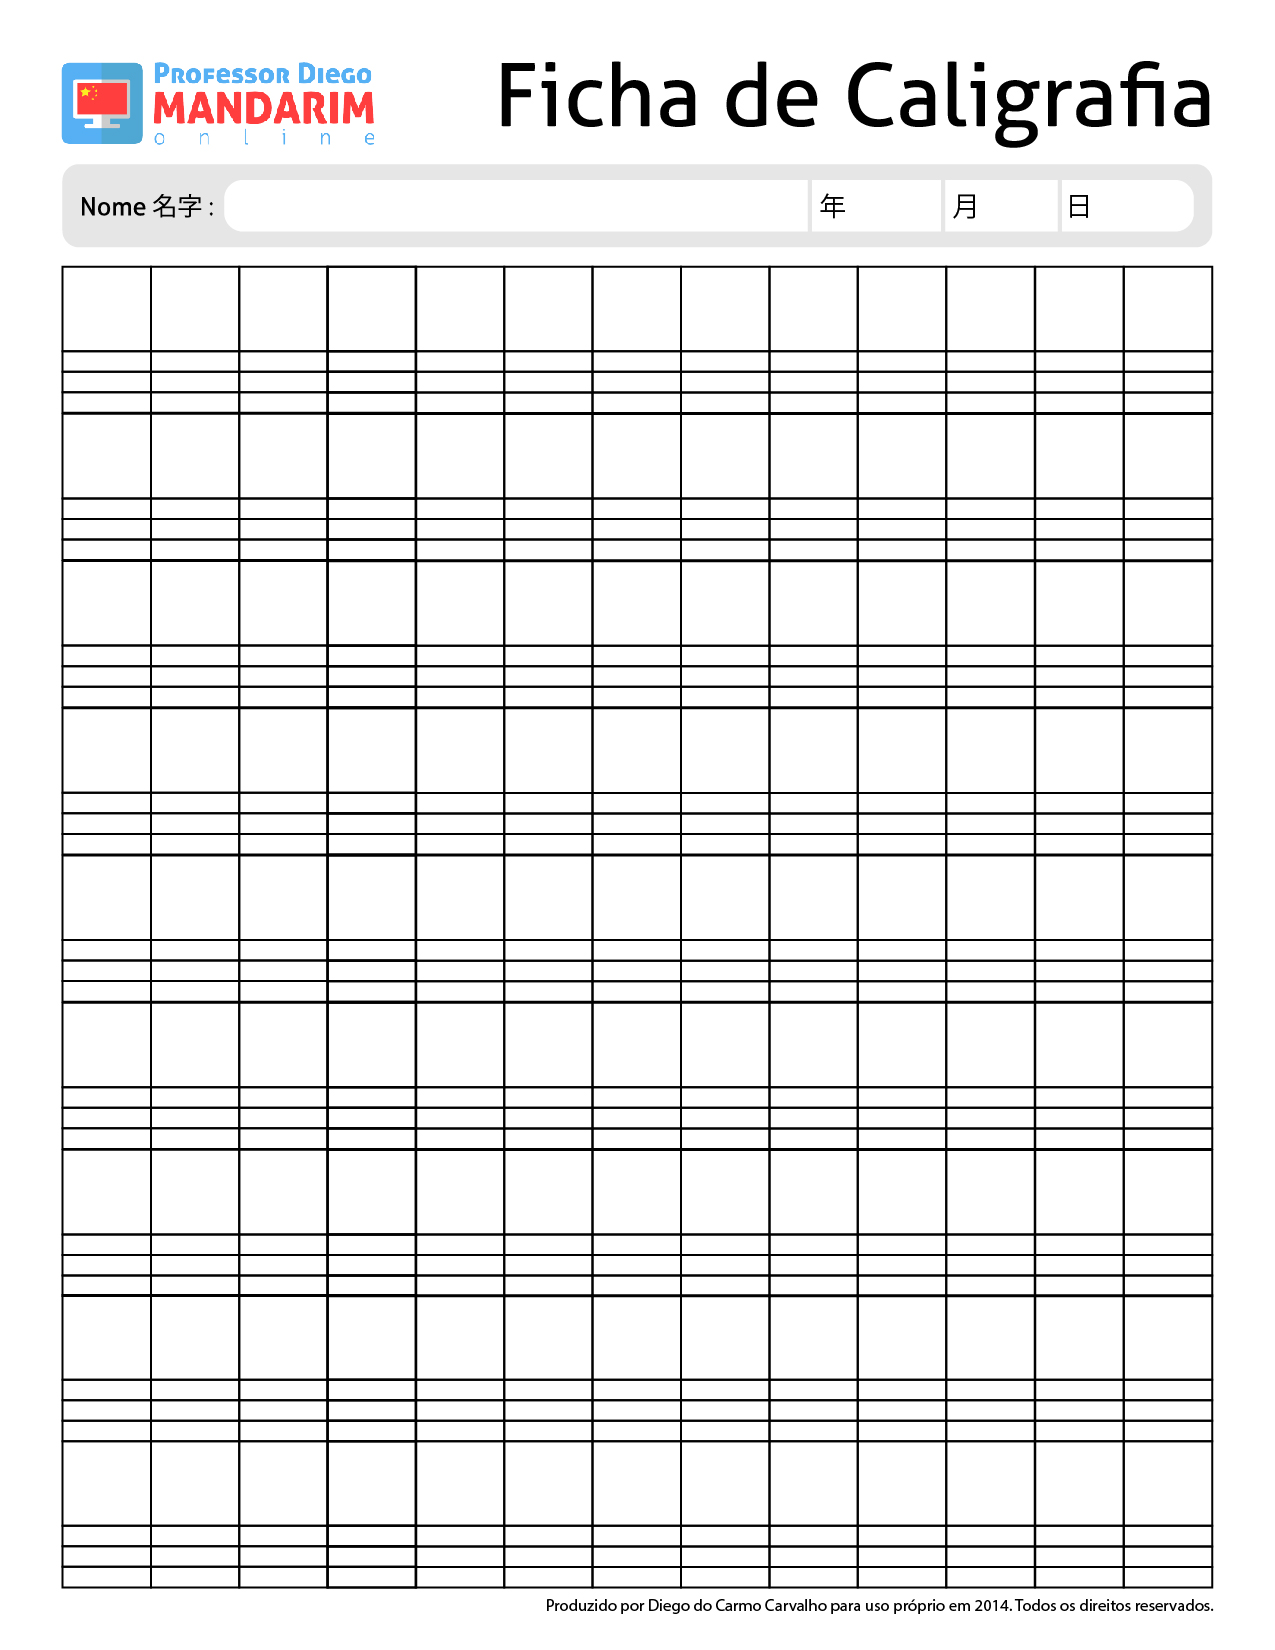 Professor Diego
MANDARIM
online
Ficha de Caligrafia
Nome 名字 :
年
月
日
Produzido por Diego do Carmo Carvalho para uso próprio em 2014. Todos os direitos reservados.